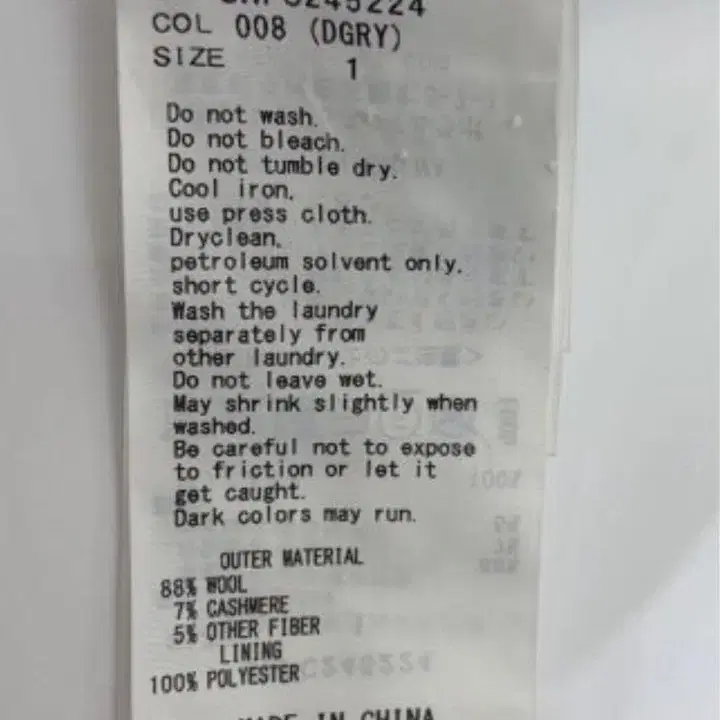 COL 008 (DGRY)
SIZE 1
Do not wash.
Do not bleach.
Do not tumble dry.
Cool iron.
use press cloth.
Dryclean.
petroleum solvent only.
short cycle.
Wash the laundry
separately from
other laundry.
Do not leave wet.
May shrink slightly when
washed.
Be careful not to expose
to friction or let it
get caught.
Dark colors may run.
OUTER MATERIAL
88% WOOL
7% CASHMERE
5% OTHER FIBER
LINING
100% POLYESTER
MADE IN CHINA